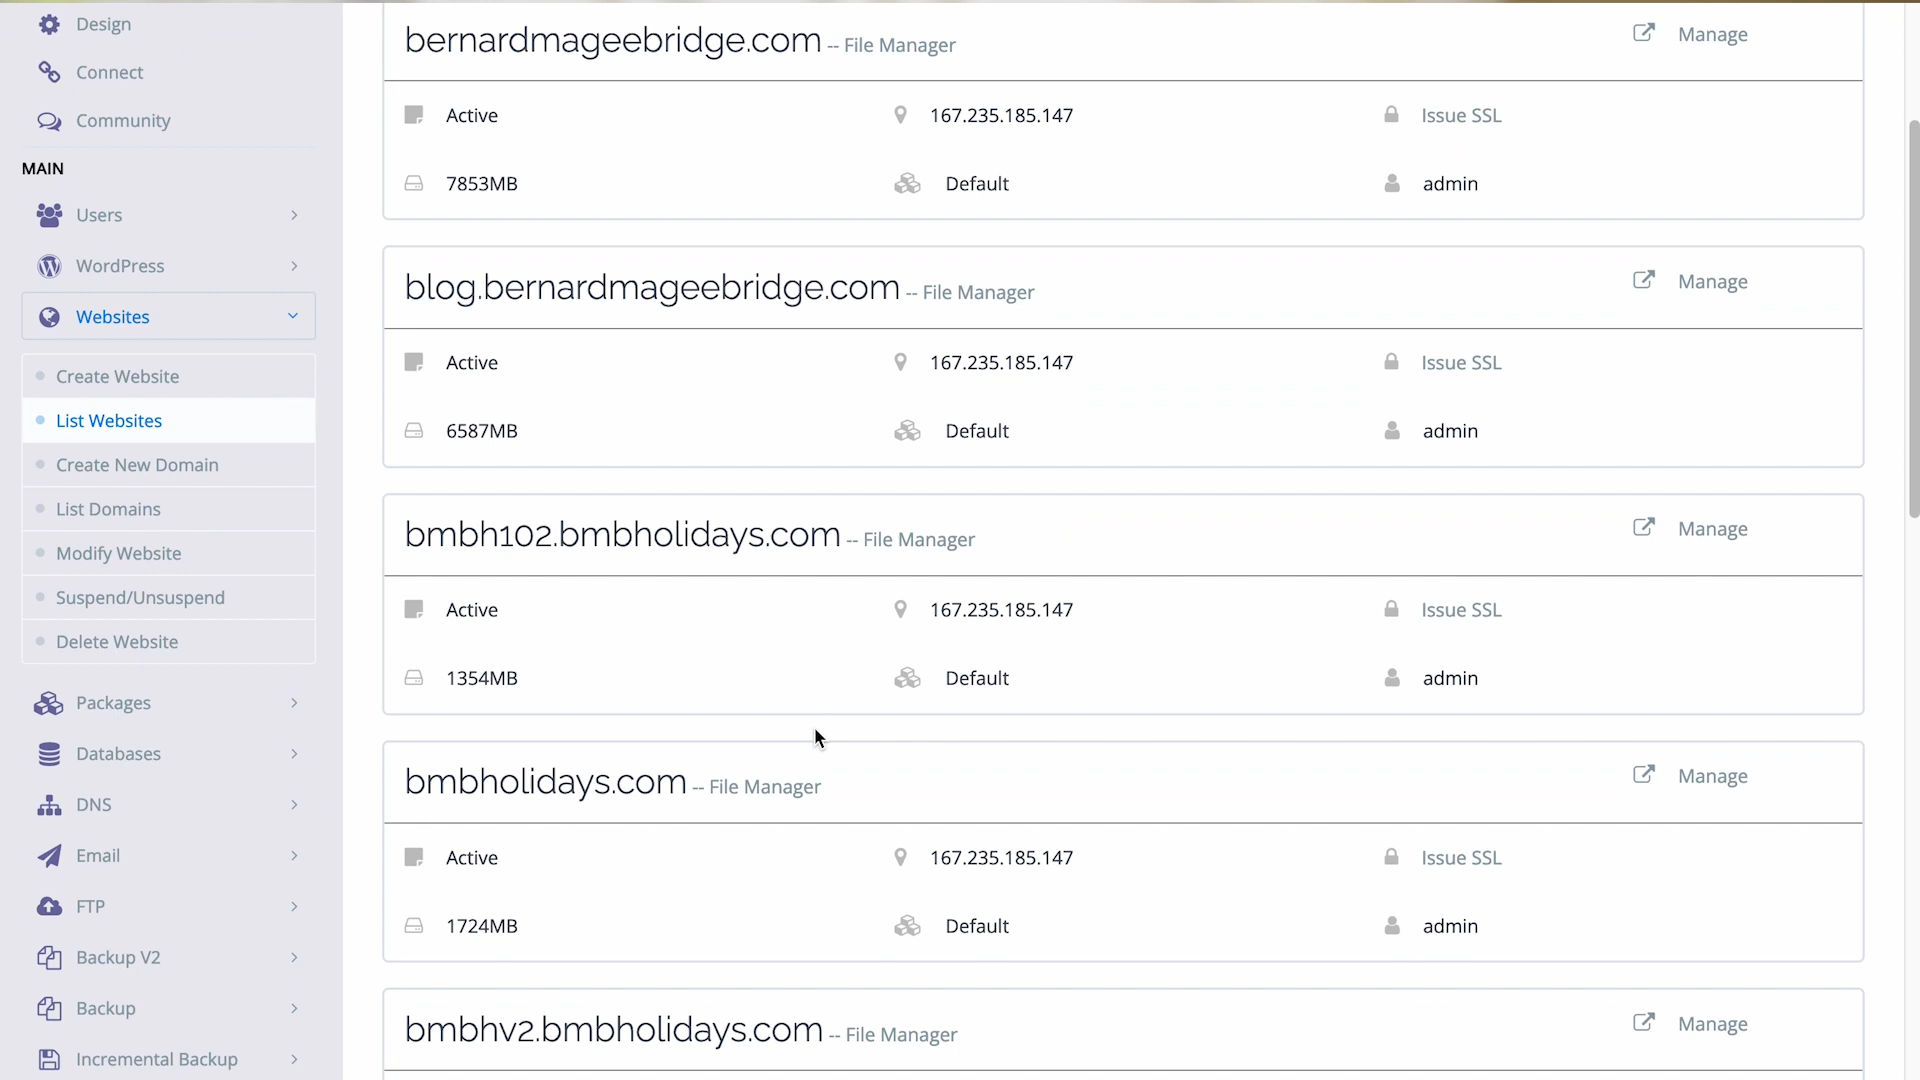 Design
Connect
Community
MAIN
Users
WordPress
Websites
Create Website
List Websites
Create New Domain
List Domains
Modify Website
Suspend/Unsuspend
Delete Website
Packages
Databases
DNS
Email
FTP
Backup V2
Backup
Incremental Backup
bernardmageebridge.com -- File Manager
Manage
Active
167.235.185.147
Issue SSL
7853MB
Default
admin
blog.bernardmageebridge.com -- File Manager
Manage
Active
167.235.185.147
Issue SSL
6587MB
Default
admin
bmbh102.bmbholidays.com -- File Manager
Manage
Active
167.235.185.147
Issue SSL
1354MB
Default
admin
bmbholidays.com -- File Manager
Manage
Active
167.235.185.147
Issue SSL
1724MB
Default
admin
bmbhv2.bmbholidays.com -- File Manager
Manage